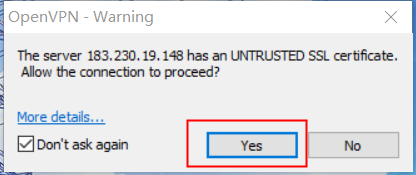 OpenVPN - Warning
The server 183.230.19.148 has an UNTRUSTED SSL certificate.
Allow the connection to proceed?
More details...
Don't ask again
Yes
No